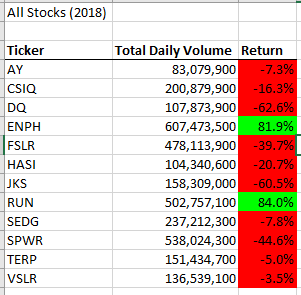 All Stocks (2018)
Ticker Total Daily Volume Return
AY 83,079,900 -7.3%
CSIQ 200,879,900 -16.3%
DQ 107,873,900 -62.6%
ENPH 607,473,500 81.9%
FSLR 478,113,900 -39.7%
HASI 104,340,600 -20.7%
JKS 158,309,000 -60.5%
RUN 502,757,100 84.0%
SEDG 237,212,300 -7.8%
SPWR 538,024,300 -44.6%
TERP 151,434,700 -5.0%
VSLR 136,539,100 -3.5%